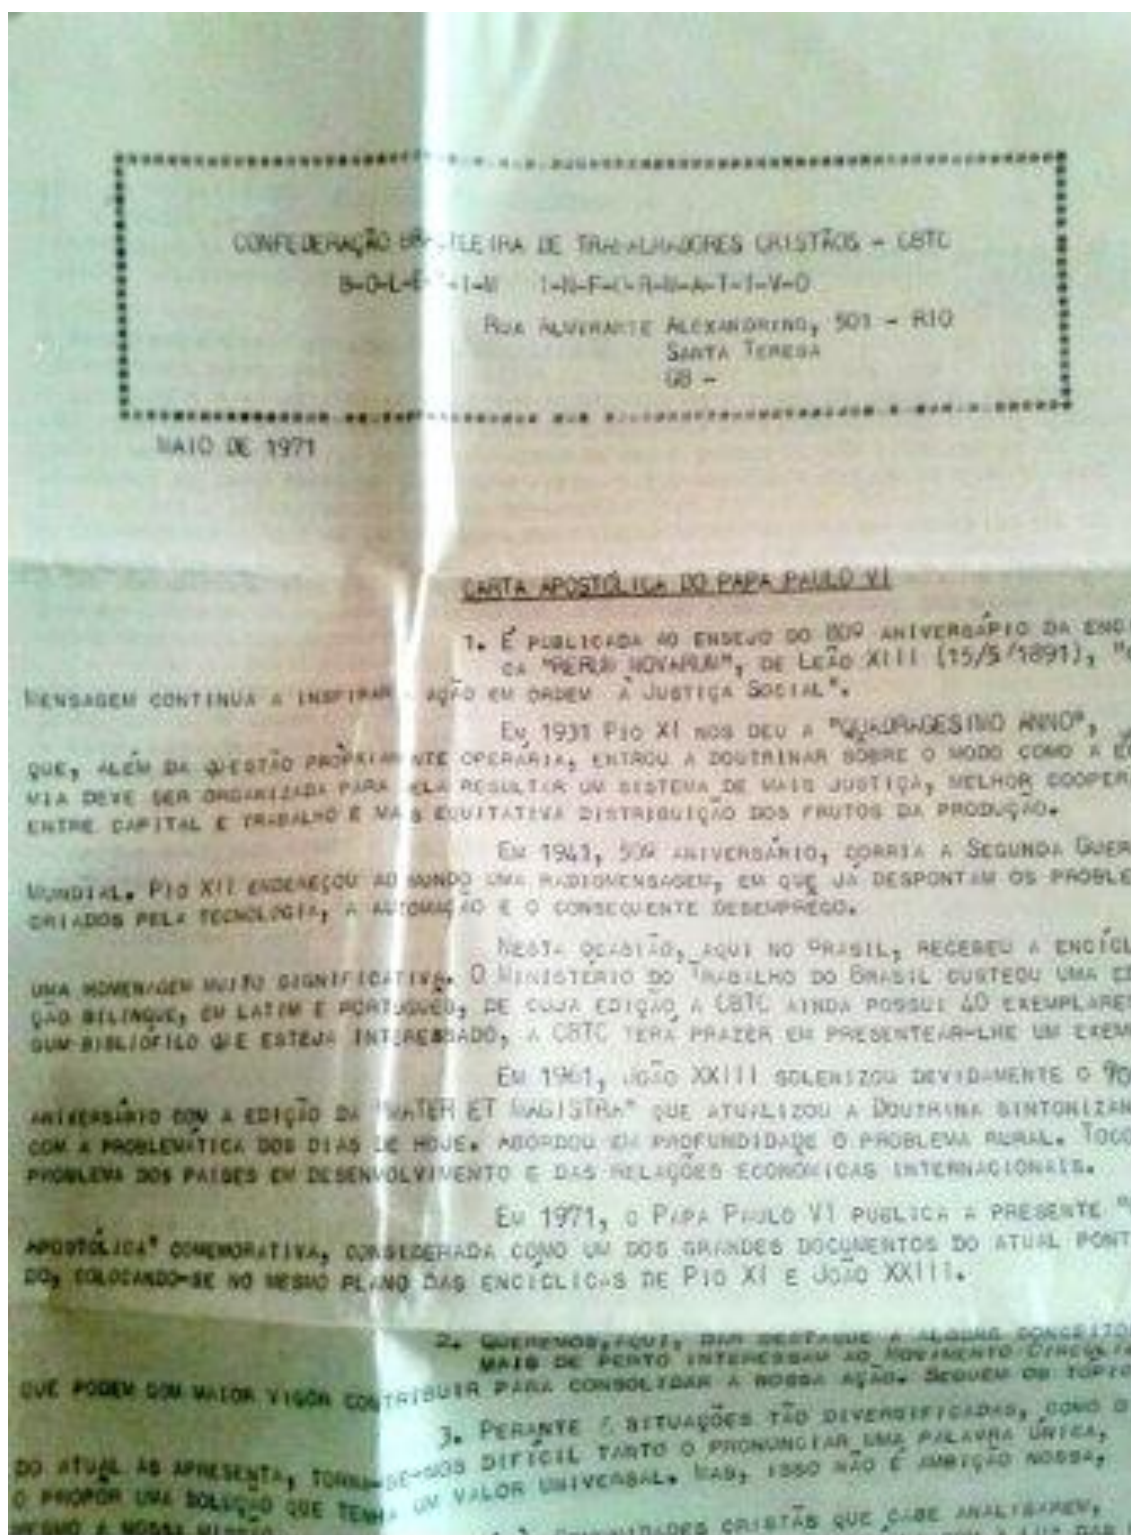 CONFEDERAÇÃO BRASILEIRA DE TRABALHADORES CRISTÃOS - CBTC
B-O-L-E-T-I-M I-N-F-O-R-M-A-T-I-V-O
RUA ALMIRANTE ALEXANDRINO, 501 - RIO
SANTA TERESA
GB -
MAIO DE 1971
CARTA APOSTÓLICA DO PAPA PAULO VI
1. É PUBLICADA AO ENSEJO DO 80º ANIVERSÁRIO DA ENC
CA "RERUM NOVARUM", DE LEÃO XIII (15/5/1891), "
MENSAGEM CONTINUA A INSPIRAR A AÇÃO EM ORDEM À JUSTIÇA SOCIAL".
EM 1931 PIO XI NOS DEU A "QUADRAGESIMO ANNO",
QUE, ALÉM DA QUESTÃO PRÒPRIAMENTE OPERÁRIA, ENTROU A DOUTRINAR SOBRE O MODO COMO A E
MIA DEVE SER ORGANIZADA PARA DELA RESULTAR UM SISTEMA DE MAIS JUSTIÇA, MELHOR COOPER
ENTRE CAPITAL E TRABALHO E MAIS EQUITATIVA DISTRIBUIÇÃO DOS FRUTOS DA PRODUÇÃO.
EM 1941, 50º ANIVERSÁRIO, CORRIA A SEGUNDA GUER
MUNDIAL. PIO XII ENDEREÇOU AO MUNDO UMA RADIOMENSAGEM, EM QUE JÁ DESPONTAM OS PROBLE
CRIADOS PELA TECNOLOGIA, A AUTOMAÇÃO E O CONSEQUENTE DESEMPREGO.
NESTA OCASIÃO, AQUI NO BRASIL, RECEBEU A ENCÍCL
UMA HOMENAGEM MUITO SIGNIFICATIVA. O MINISTÉRIO DO TRABALHO DO BRASIL CUSTEOU UMA E
ÇÃO BILINGUE, EM LATIM E PORTUGUÊS, DE CUJA EDIÇÃO A CBTC AINDA POSSUI 40 EXEMPLARES
GUM BIBLIÓFILO QUE ESTEJA INTERESSADO, A CBTC TERÁ PRAZER EM PRESENTEAR-LHE UM EXEM
EM 1961, JOÃO XXIII SOLENIZOU DEVIDAMENTE O 90
ANIVERSÁRIO COM A EDIÇÃO DA "MATER ET MAGISTRA" QUE ATUALIZOU A DOUTRINA SINTONIZAN
COM A PROBLEMÁTICA DOS DIAS DE HOJE. ABORDOU EM PROFUNDIDADE O PROBLEMA RURAL. TOCO
PROBLEMA DOS PAÍSES EM DESENVOLVIMENTO E DAS RELAÇÕES ECONÔMICAS INTERNACIONAIS.
EM 1971, O PAPA PAULO VI PUBLICA A PRESENTE "
APOSTÓLICA" COMEMORATIVA, CONSIDERADA COMO UM DOS GRANDES DOCUMENTOS DO ATUAL PONT
DO, COLOCANDO-SE NO MESMO PLANO DAS ENCÍCLICAS DE PIO XI E JOÃO XXIII.
2. QUEREMOS, AQUI, DAR DESTAQUE A ALGUNS CONCEITO
MAIS DE PERTO INTERESSAM AO MOVIMENTO CIRCULI
QUE PODEM COM MAIOR VIGOR CONTRIBUIR PARA CONSOLIDAR A NOSSA AÇÃO. SEGUEM OS TÓPIC
3. PERANTE SITUAÇÕES TÃO DIVERSIFICADAS, COMO O
DO ATUAL AS APRESENTA, TORNA-SE-NOS DIFÍCIL TANTO O PRONUNCIAR UMA PALAVRA ÚNICA,
O PROPOR UMA SOLUÇÃO QUE TENHA UM VALOR UNIVERSAL. MAS, ISSO NÃO É AMBIÇÃO NOSSA,
MESMO A NOSSA MISSÃO
COMUNIDADES CRISTÃS QUE CABE ANALISAREM,